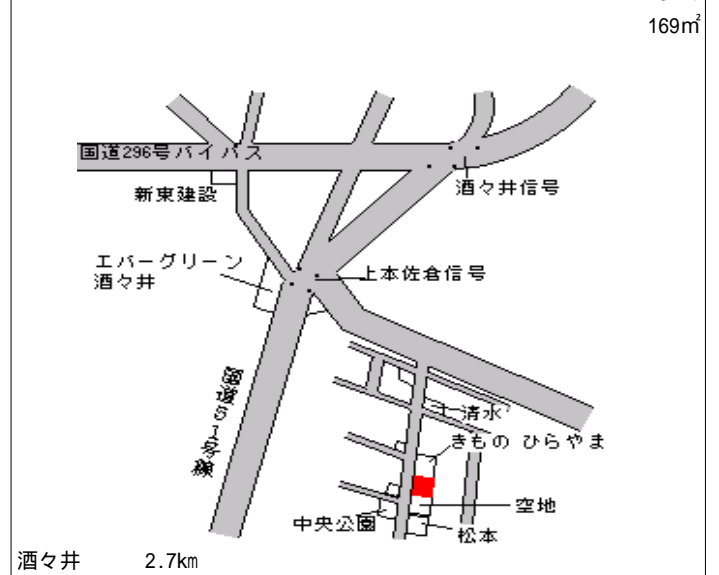 169㎡
国道296号バイパス
新東建設
酒々井信号
エバーグリーン
酒々井
上本佐倉信号
国道51号線
清水
きもの ひらやま
空地
中央公園
松本
酒々井 2.7km